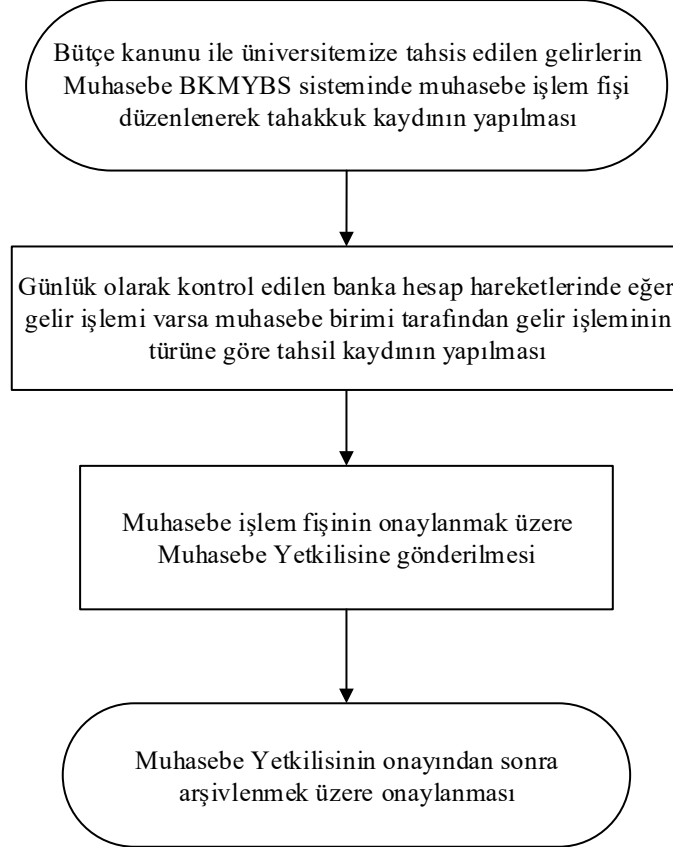 Bütçe kanunu ile üniversitemize tahsis edilen gelirlerin
Muhasebe BKMYBS sisteminde muhasebe işlem fişi
düzenlenerek tahakkuk kaydının yapılması
Günlük olarak kontrol edilen banka hesap hareketlerinde eğer
gelir işlemi varsa muhasebe birimi tarafından gelir işleminin
türüne göre tahsil kaydının yapılması
Muhasebe işlem fişinin onaylanmak üzere
Muhasebe Yetkilisine gönderilmesi
Muhasebe Yetkilisinin onayından sonra
arşivlenmek üzere onaylanması